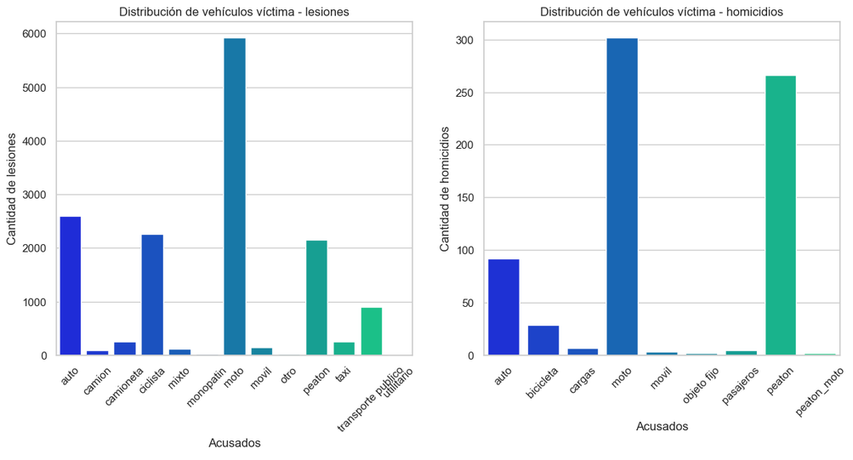 Distribución de vehículos víctima - lesiones
Cantidad de lesiones
6000
5000
4000
3000
2000
1000
0
auto
camion
camioneta
ciclista
mixto
monopatin
moto
movil
otro
peaton
taxi
transporte publico
utilitario
Acusados
Distribución de vehículos víctima - homicidios
Cantidad de homicidios
300
250
200
150
100
50
0
auto
bicicleta
cargas
moto
movil
objeto fijo
pasajeros
peaton
peaton_moto
Acusados